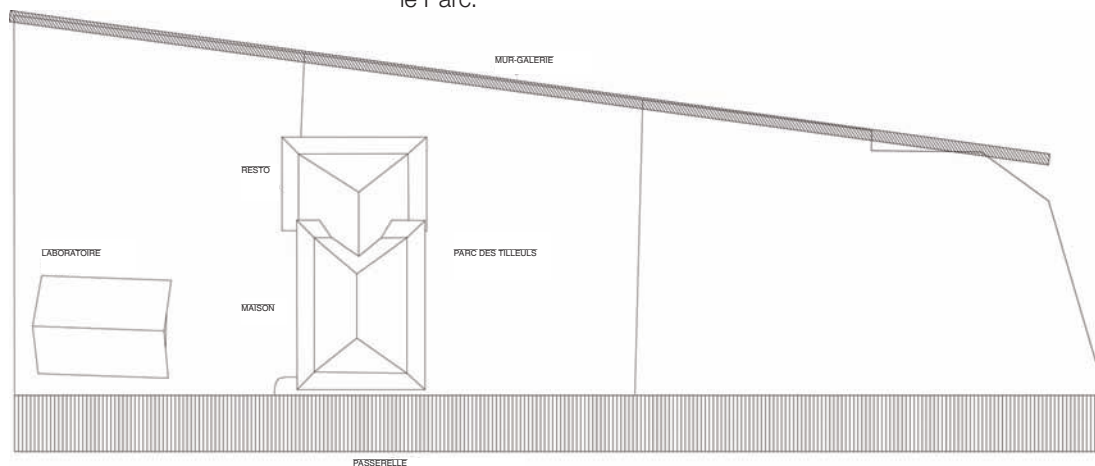 le Parc.
MUR-GALERIE
RESTO
LABORATOIRE
PARC DES TILLEULS
MAISON
PASSERELLE